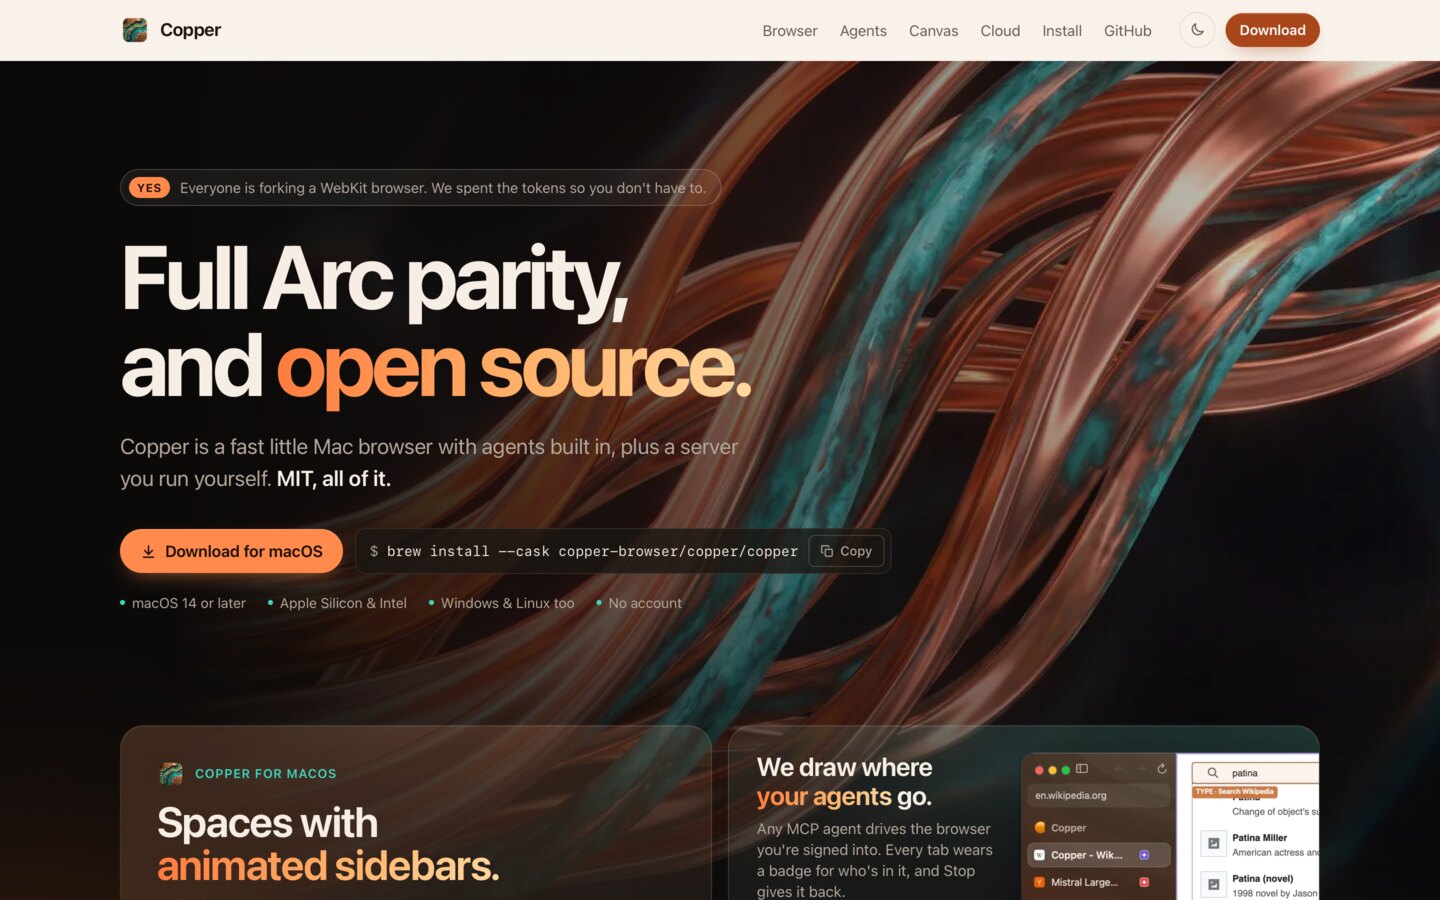 Copper
Browser
Agents
Canvas
Cloud
Install
GitHub
Download
YES Everyone is forking a WebKit browser. We spent the tokens so you don't have to.
Full Arc parity,
and open source.
Copper is a fast little Mac browser with agents built in, plus a server
you run yourself. MIT, all of it.
Download for macOS
$ brew install --cask copper-browser/copper/copper
Copy
macOS 14 or later
Apple Silicon & Intel
Windows & Linux too
No account
COPPER FOR MACOS
Spaces with
animated sidebars.
We draw where
your agents go.
Any MCP agent drives the browser
you're signed into. Every tab wears
a badge for who's in it, and Stop
gives it back.
en.wikipedia.org
Copper
Copper - Wik...
Mistral Large...
patina
TYPE · Search Wikipedia
Change of object's su
Patina Miller
American actress an
Patina (novel)
1998 novel by Jason